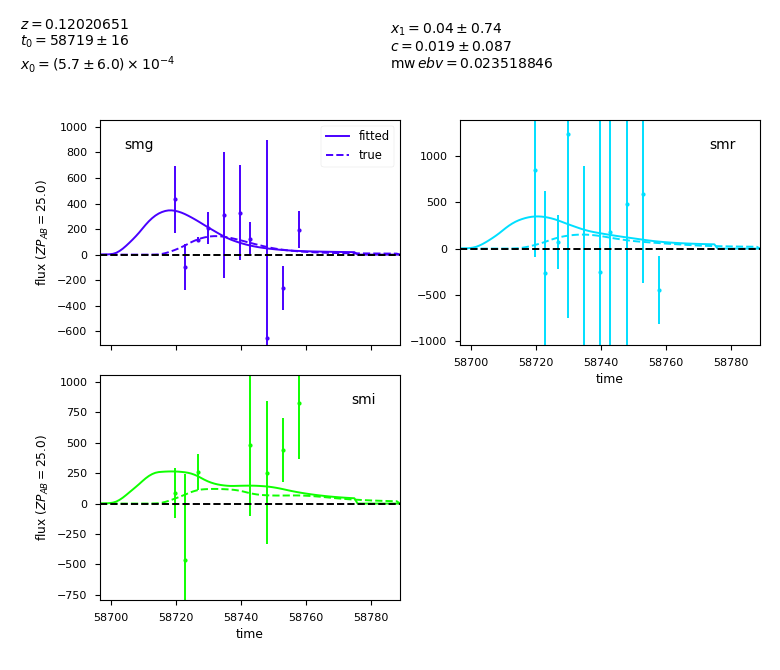 z = 0.12020651
t₀ = 58719 ± 16
x₀ = (5.7 ± 6.0) × 10⁻⁴
x₁ = 0.04 ± 0.74
c = 0.019 ± 0.087
mw ebv = 0.023518846
smg
fitted
true
1000
800
600
400
200
0
−200
−400
−600
flux (ZP_AB = 25.0)
smr
1000
500
0
−500
−1000
58700 58720 58740 58760 58780
time
smi
1000
750
500
250
0
−250
−500
−750
flux (ZP_AB = 25.0)
58700 58720 58740 58760 58780
time